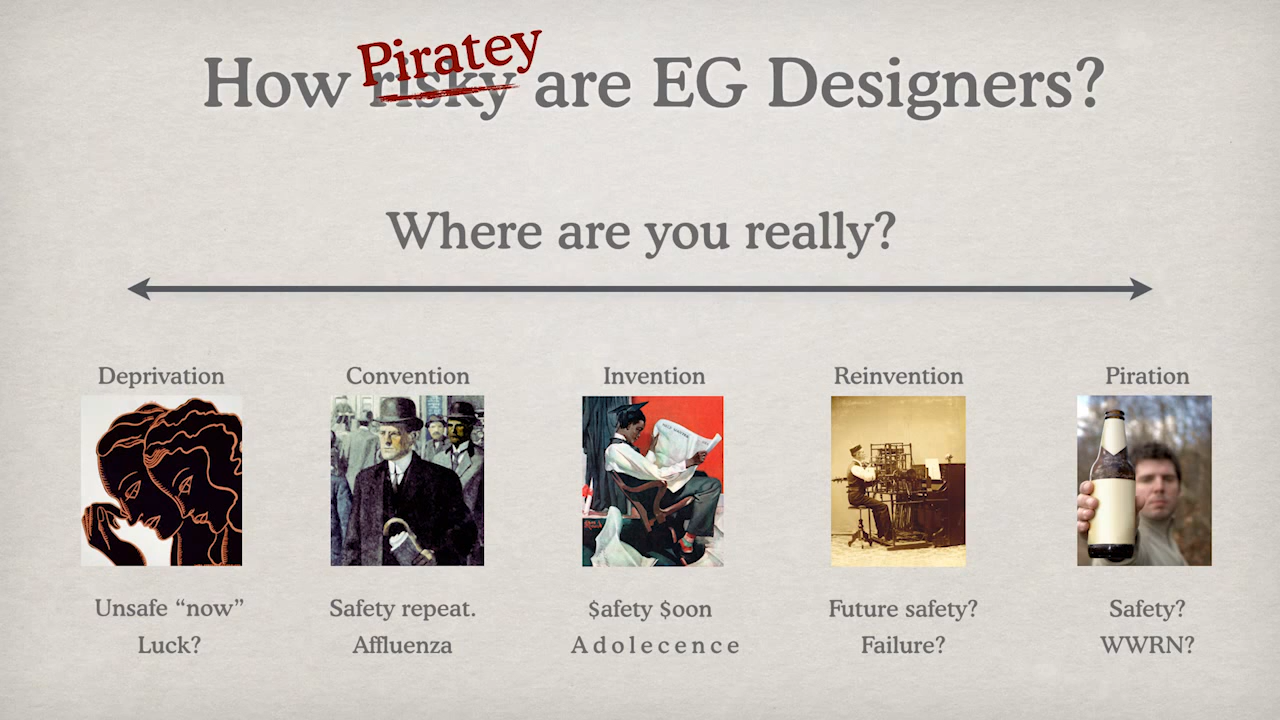 Piratey
How risky are EG Designers?
Where are you really?
Deprivation
Convention
Invention
Reinvention
Piration
Unsafe “now”
Luck?
Safety repeat.
Affluenza
$afety $oon
Adolecence
Future safety?
Failure?
Safety?
WWRN?